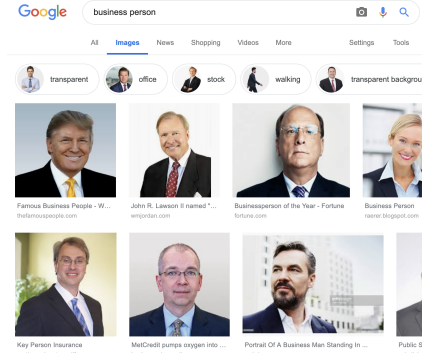 Google
business person
All Images News Shopping Videos More Settings Tools
transparent office stock walking transparent backgrou
Famous Business People - W... John R. Lawson II named "... Businessperson of the Year - Fortune Business Person
thefamouspeople.com wmjordan.com fortune.com raerer.blogspot.com
Key Person Insurance MetCredit pumps oxygen into ... Portrait Of A Business Man Standing In ... Public S